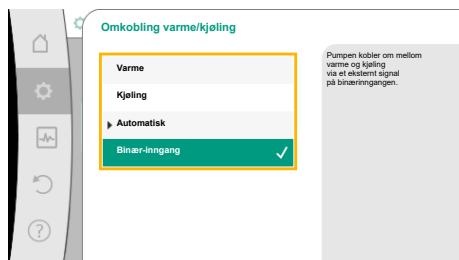 Omkobling varme/kjøling
Varme
Kjøling
Automatisk
Binær-inngang
Pumpen kobler om mellom
varme og kjøling
via et eksternt signal
på binærinngangen.
?